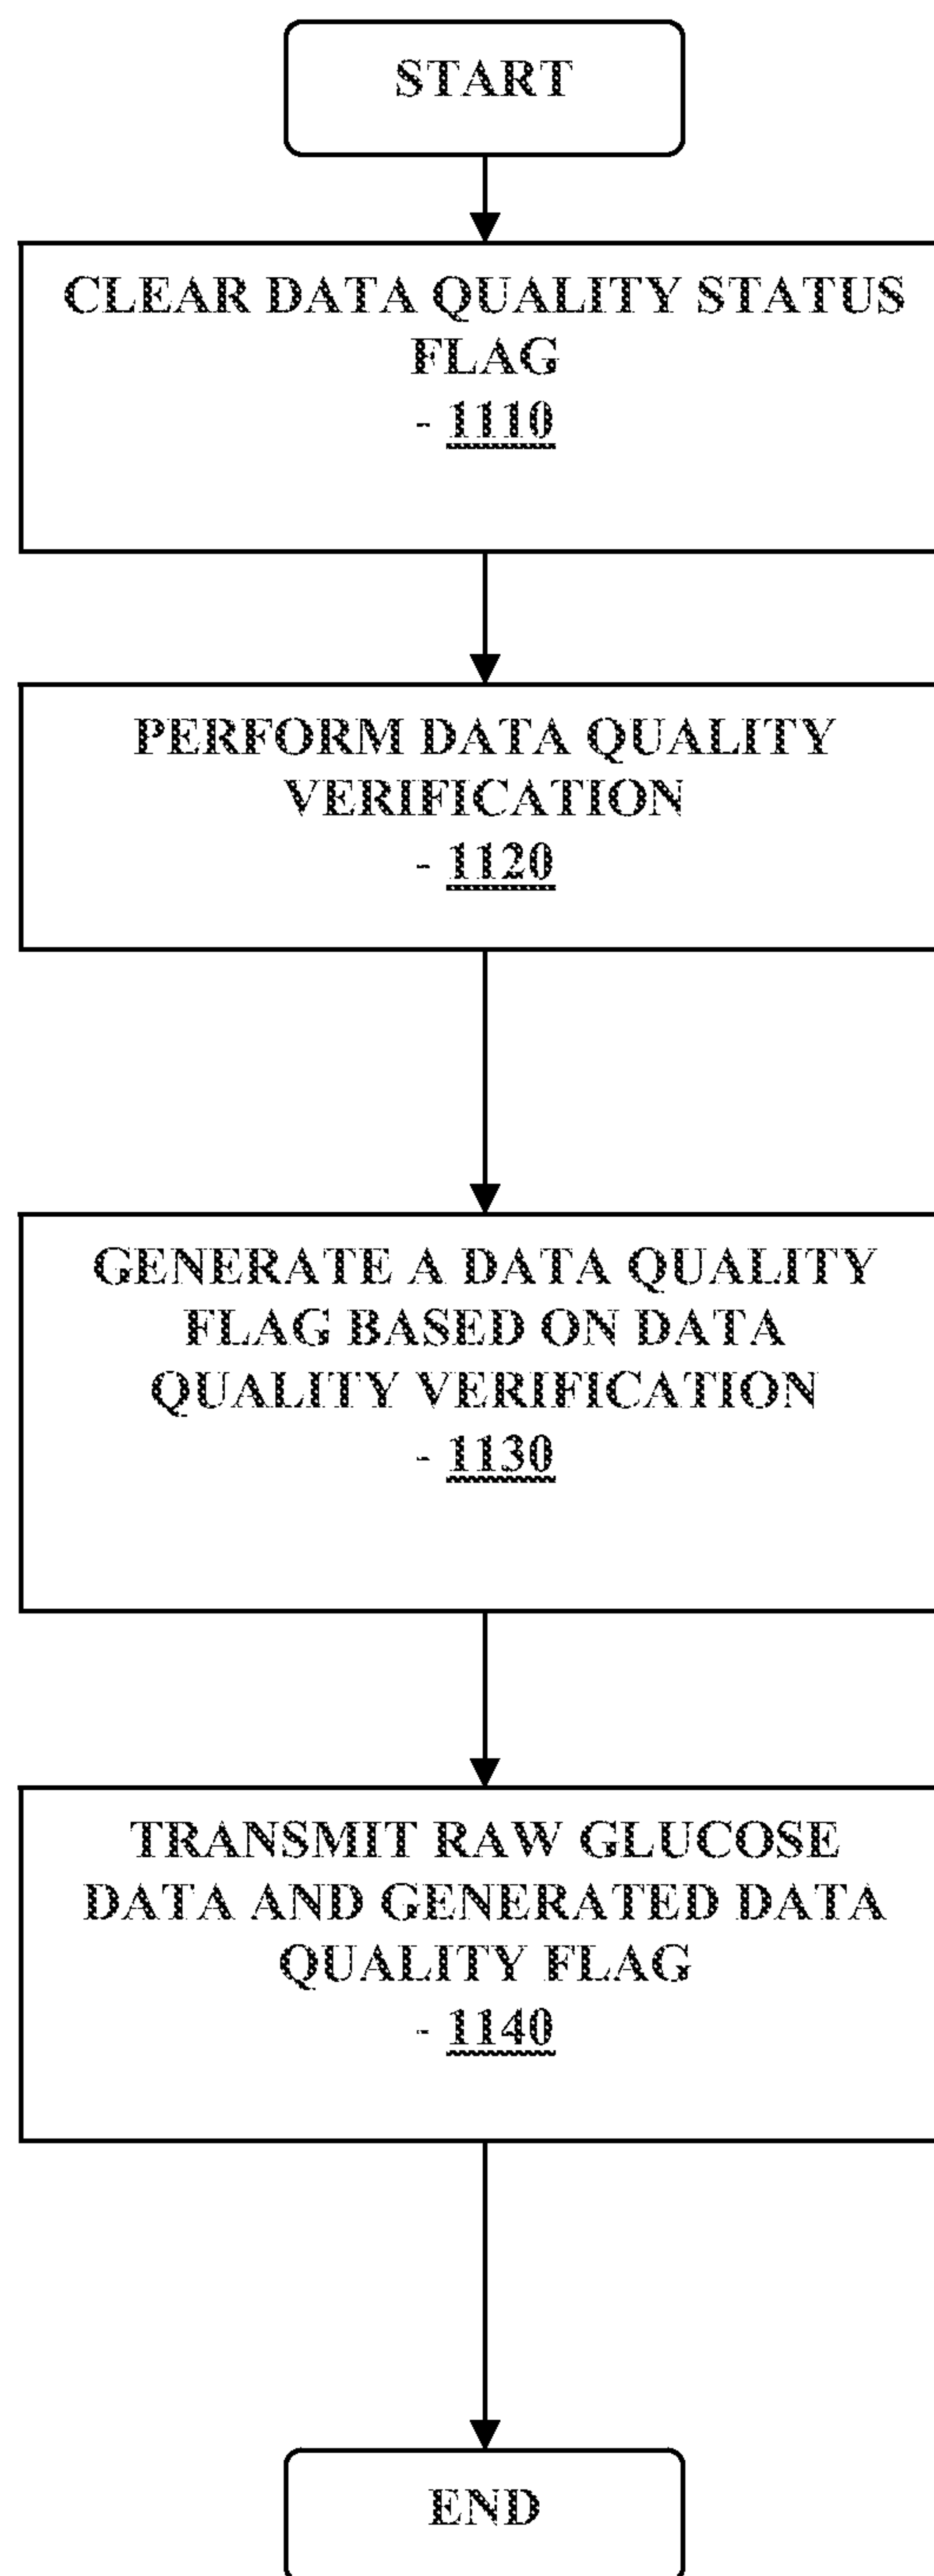 START
CLEAR DATA QUALITY STATUS
FLAG
- 1110
PERFORM DATA QUALITY
VERIFICATION
- 1120
GENERATE A DATA QUALITY
FLAG BASED ON DATA
QUALITY VERIFICATION
- 1130
TRANSMIT RAW GLUCOSE
DATA AND GENERATED DATA
QUALITY FLAG
- 1140
END